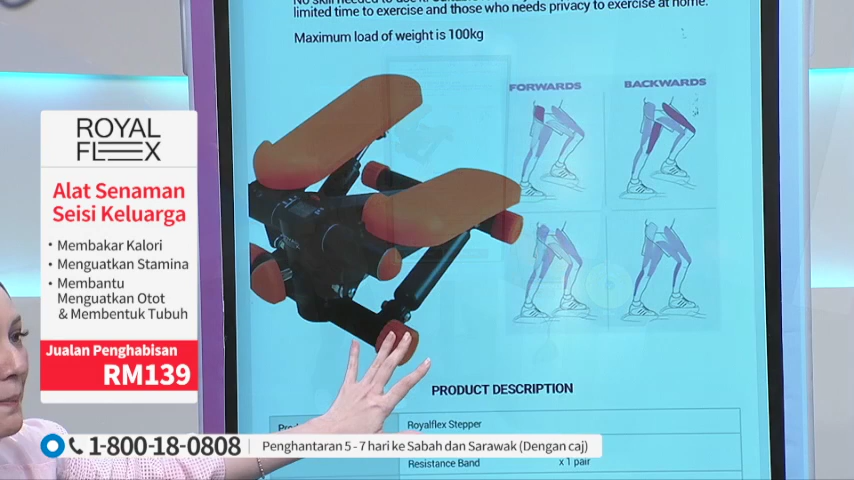 limited time to exercise and those who needs privacy to exercise at home.
Maximum load of weight is 100kg
FORWARDS
BACKWARDS
ROYAL
FLEX
Alat Senaman
Seisi Keluarga
• Membakar Kalori
• Menguatkan Stamina
• Membantu
Menguatkan Otot
& Membentuk Tubuh
Jualan Penghabisan
RM139
PRODUCT DESCRIPTION
Royalflex Stepper
Resistance Band x 1 pair
1-800-18-0808
Penghantaran 5 - 7 hari ke Sabah dan Sarawak (Dengan caj)